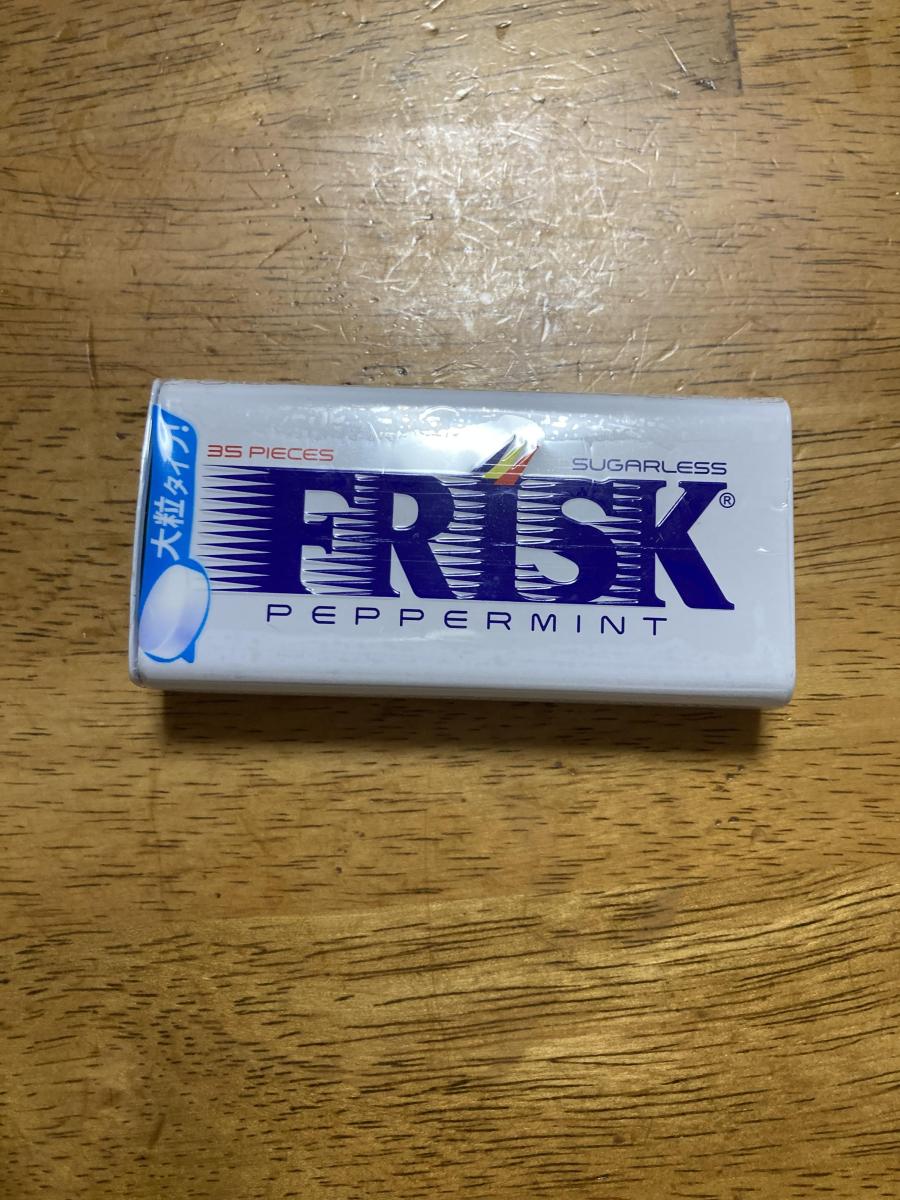 大粒タイプ!
35 PIECES
SUGARLESS
FRISK®
PEPPERMINT